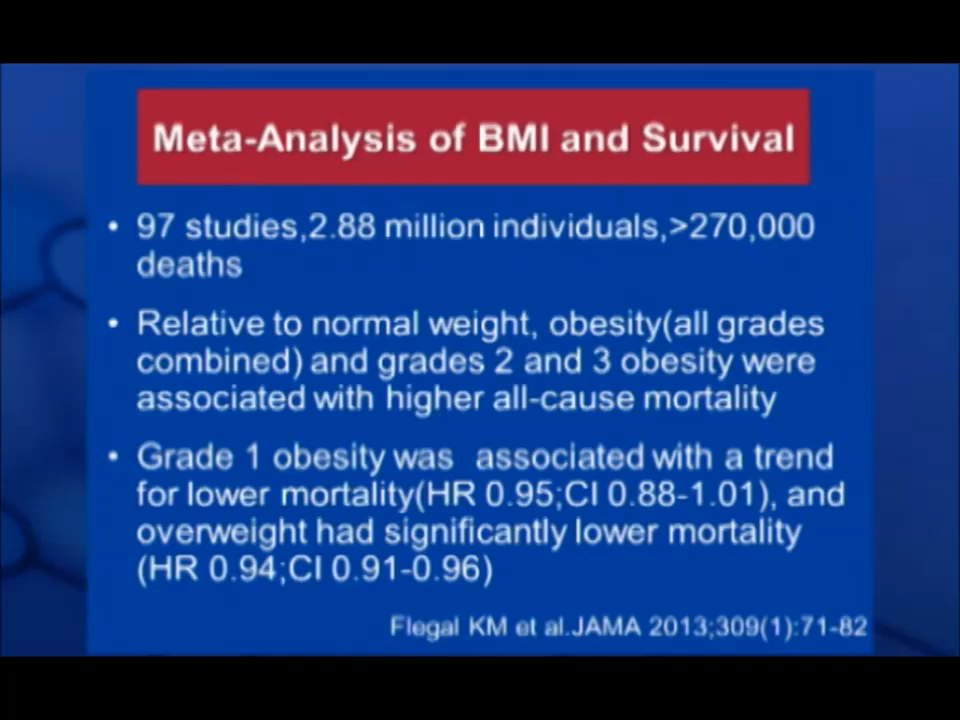 Meta-Analysis of BMI and Survival
• 97 studies,2.88 million individuals,>270,000
deaths
• Relative to normal weight, obesity(all grades
combined) and grades 2 and 3 obesity were
associated with higher all-cause mortality
• Grade 1 obesity was associated with a trend
for lower mortality(HR 0.95;CI 0.88-1.01), and
overweight had significantly lower mortality
(HR 0.94;CI 0.91-0.96)
Flegal KM et al.JAMA 2013;309(1):71-82